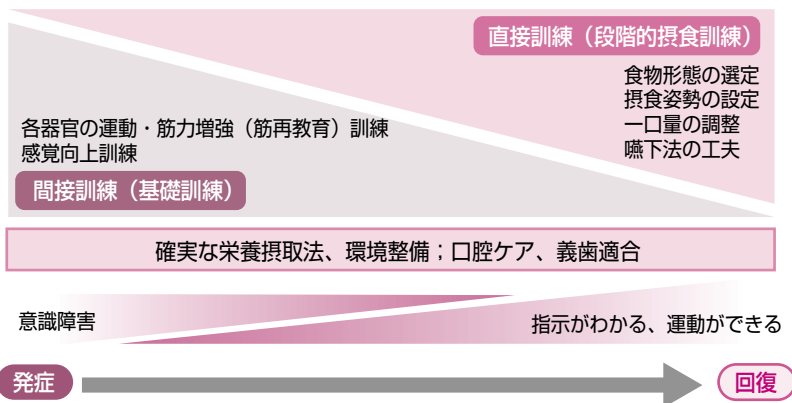 直接訓練（段階的摂食訓練）
食物形態の選定
摂食姿勢の設定
一口量の調整
嚥下法の工夫
各器官の運動・筋力増強（筋再教育）訓練
感覚向上訓練
間接訓練（基礎訓練）
確実な栄養摂取法、環境整備；口腔ケア、義歯適合
意識障害
指示がわかる、運動ができる
発症
回復